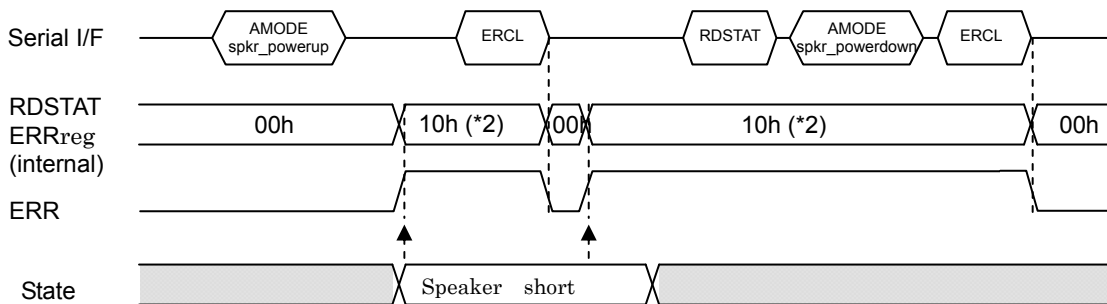 Serial I/F
AMODE
spkr_powerup
ERCL
RDSTAT
AMODE
spkr_powerdown
ERCL
RDSTAT
ERRreg
(internal)
00h
10h (*2)
00h
10h (*2)
00h
ERR
State
Speaker short